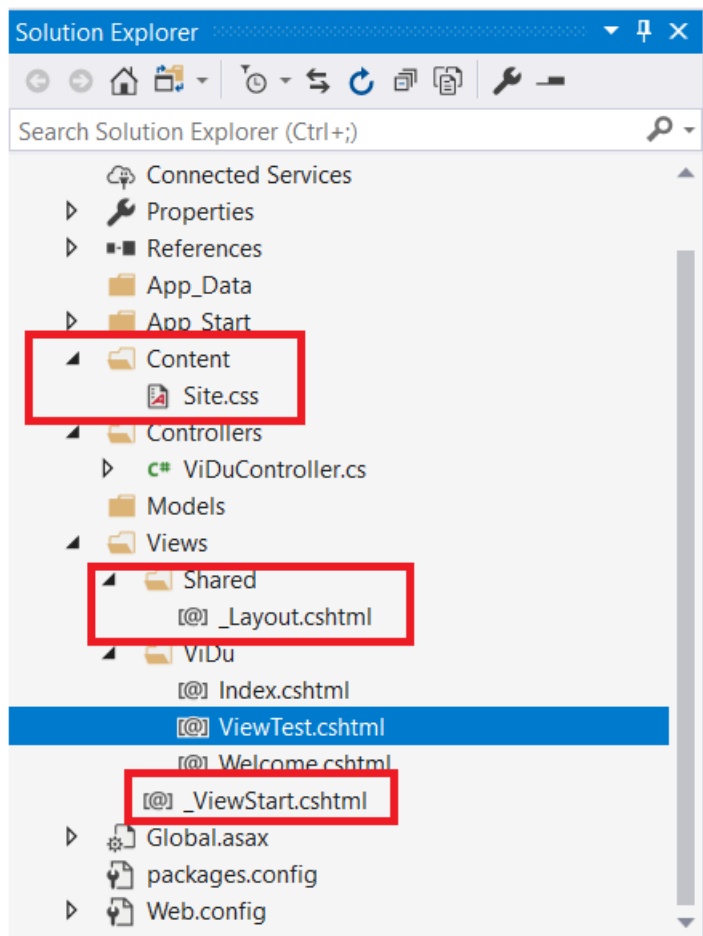 Solution Explorer
Search Solution Explorer (Ctrl+;)
Connected Services
Properties
References
App_Data
App_Start
Content
Site.css
Controllers
C# ViDuController.cs
Models
Views
Shared
[@] _Layout.cshtml
ViDu
[@] Index.cshtml
[@] ViewTest.cshtml
[@] Welcome.cshtml
[@] _ViewStart.cshtml
Global.asax
packages.config
Web.config